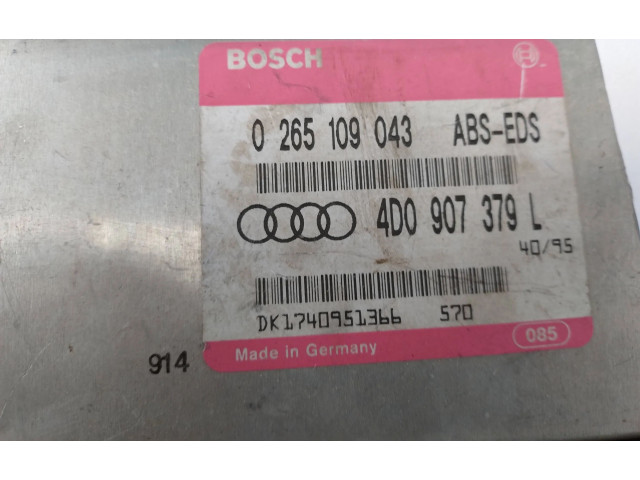 BOSCH
0 265 109 043 ABS-EDS
4D0 907 379 L
40/95
DK1740951366 570
Made in Germany 085
914